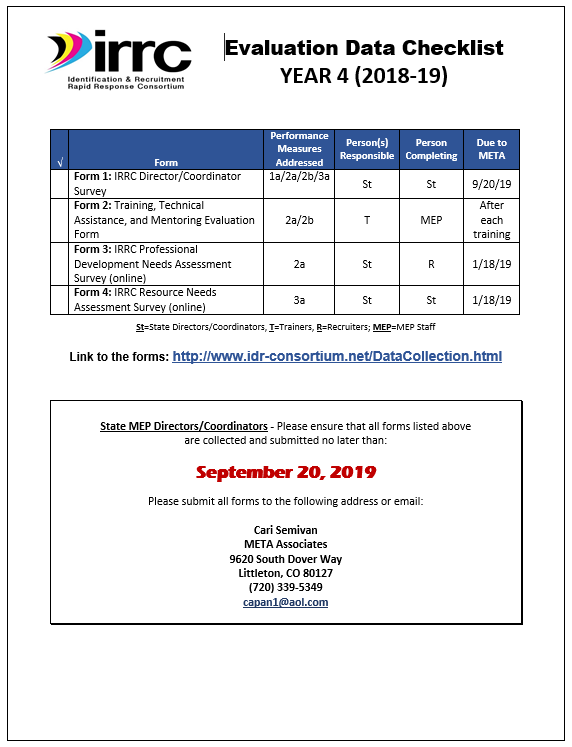 irrc
Identification & Recruitment
Rapid Response Consortium
Evaluation Data Checklist
YEAR 4 (2018-19)
√ Form Performance Measures Addressed Person(s) Responsible Person Completing Due to META
Form 1: IRRC Director/Coordinator Survey 1a/2a/2b/3a St St 9/20/19
Form 2: Training, Technical Assistance, and Mentoring Evaluation Form 2a/2b T MEP After each training
Form 3: IRRC Professional Development Needs Assessment Survey (online) 2a St R 1/18/19
Form 4: IRRC Resource Needs Assessment Survey (online) 3a St St 1/18/19
St=State Directors/Coordinators, T=Trainers, R=Recruiters; MEP=MEP Staff
Link to the forms: http://www.idr-consortium.net/DataCollection.html
State MEP Directors/Coordinators - Please ensure that all forms listed above
are collected and submitted no later than:
September 20, 2019
Please submit all forms to the following address or email:
Cari Semivan
META Associates
9620 South Dover Way
Littleton, CO 80127
(720) 339-5349
capan1@aol.com